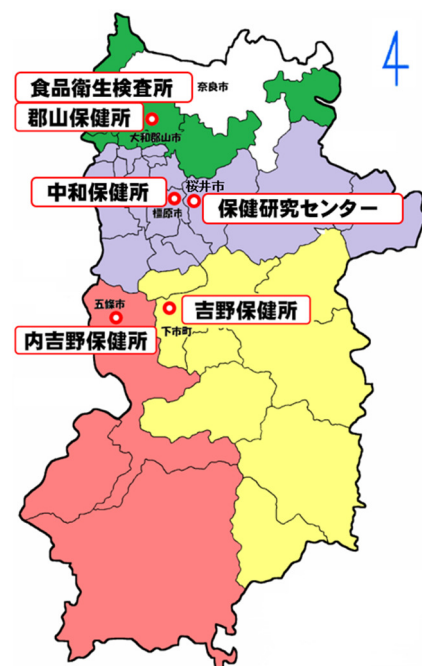 4
奈良市
食品衛生検査所
郡山保健所
大和郡山市
中和保健所
桜井市
橿原市
保健研究センター
五條市
吉野保健所
下市町
内吉野保健所